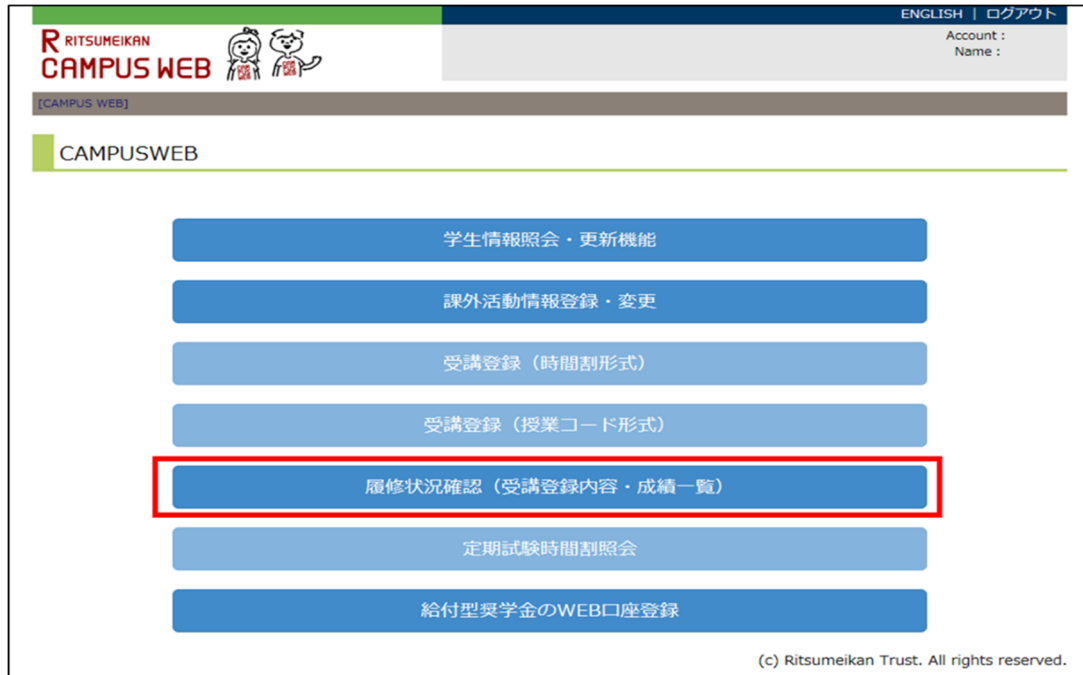 ENGLISH | ログアウト
R RITSUMEIKAN
CAMPUS WEB
Account :
Name :
[CAMPUS WEB]
CAMPUSWEB
学生情報照会・更新機能
課外活動情報登録・変更
受講登録（時間割形式）
受講登録（授業コード形式）
履修状況確認（受講登録内容・成績一覧）
定期試験時間割照会
給付型奨学金のWEB口座登録
(c) Ritsumeikan Trust. All rights reserved.